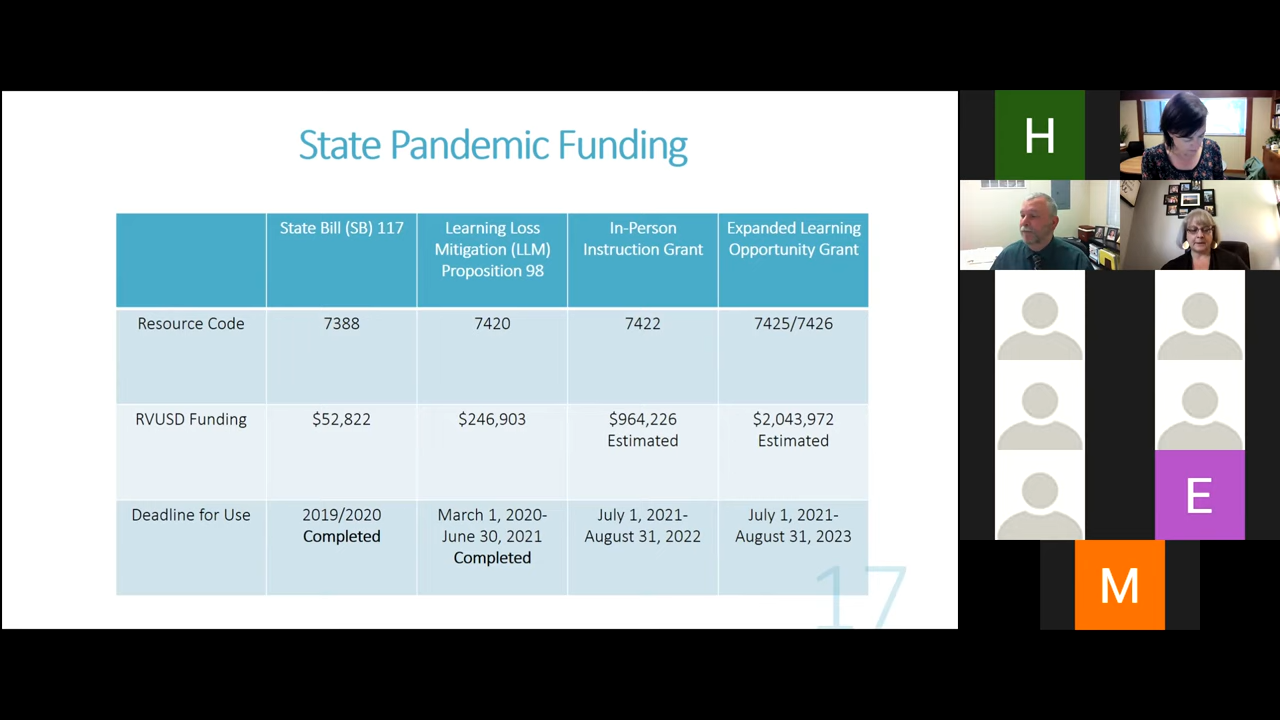 State Pandemic Funding
State Bill (SB) 117
Learning Loss
Mitigation (LLM)
Proposition 98
In-Person
Instruction Grant
Expanded Learning
Opportunity Grant
Resource Code
7388
7420
7422
7425/7426
RVUSD Funding
$52,822
$246,903
$964,226
Estimated
$2,043,972
Estimated
Deadline for Use
2019/2020
Completed
March 1, 2020-
June 30, 2021
Completed
July 1, 2021-
August 31, 2022
July 1, 2021-
August 31, 2023
17
H
E
M